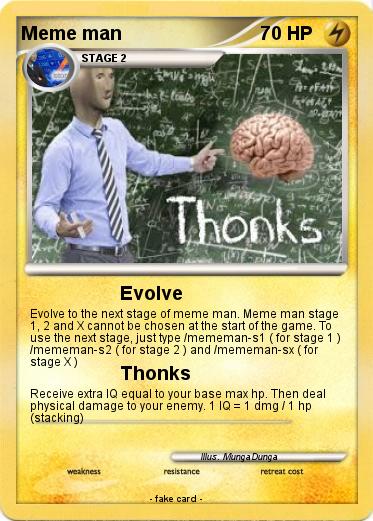 Meme man 70 HP
STAGE 2
Thonks
Evolve
Evolve to the next stage of meme man. Meme man stage
1, 2 and X cannot be chosen at the start of the game. To
use the next stage, just type /mememan-s1 ( for stage 1 )
/mememan-s2 ( for stage 2 ) and /mememan-sx ( for
stage X )
Thonks
Receive extra IQ equal to your base max hp. Then deal
physical damage to your enemy. 1 IQ = 1 dmg / 1 hp
(stacking)
Illus. MungaDunga
weakness resistance retreat cost
- fake card -